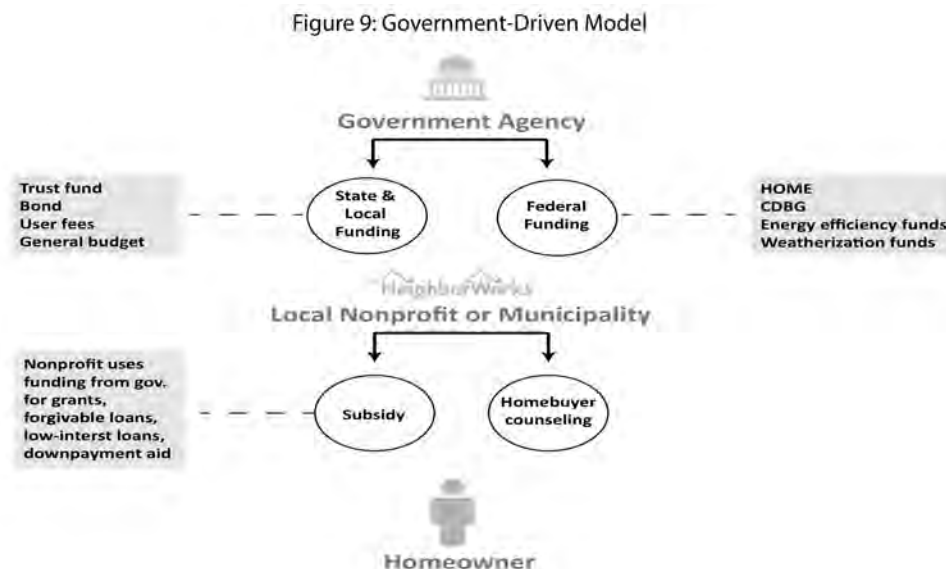 Figure 9: Government-Driven Model
Government Agency
Trust fund
Bond
User fees
General budget
State &
Local
Funding
Federal
Funding
HOME
CDBG
Energy efficiency funds
Weatherization funds
NeighborWorks
Local Nonprofit or Municipality
Nonprofit uses
funding from gov.
for grants,
forgivable loans,
low-interst loans,
downpayment aid
Subsidy
Homebuyer
counseling
Homeowner